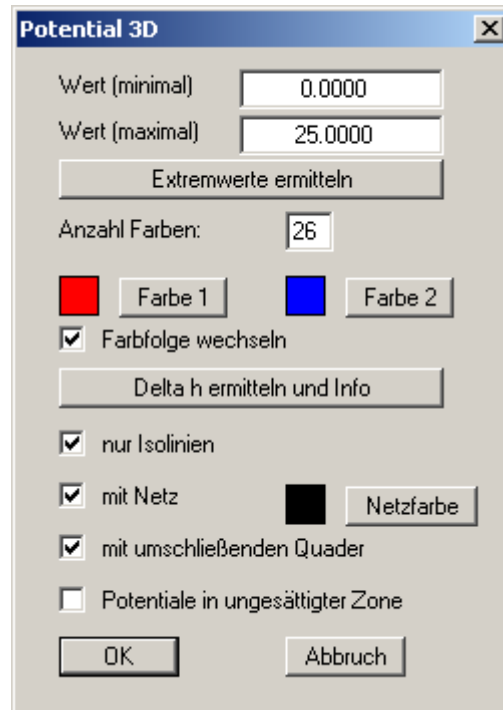 Potential 3D
Wert (minimal) 0.0000
Wert (maximal) 25.0000
Extremwerte ermitteln
Anzahl Farben: 26
Farbe 1 Farbe 2
Farbfolge wechseln
Delta h ermitteln und Info
nur Isolinien
mit Netz Netzfarbe
mit umschließenden Quader
Potentiale in ungesättigter Zone
OK Abbruch